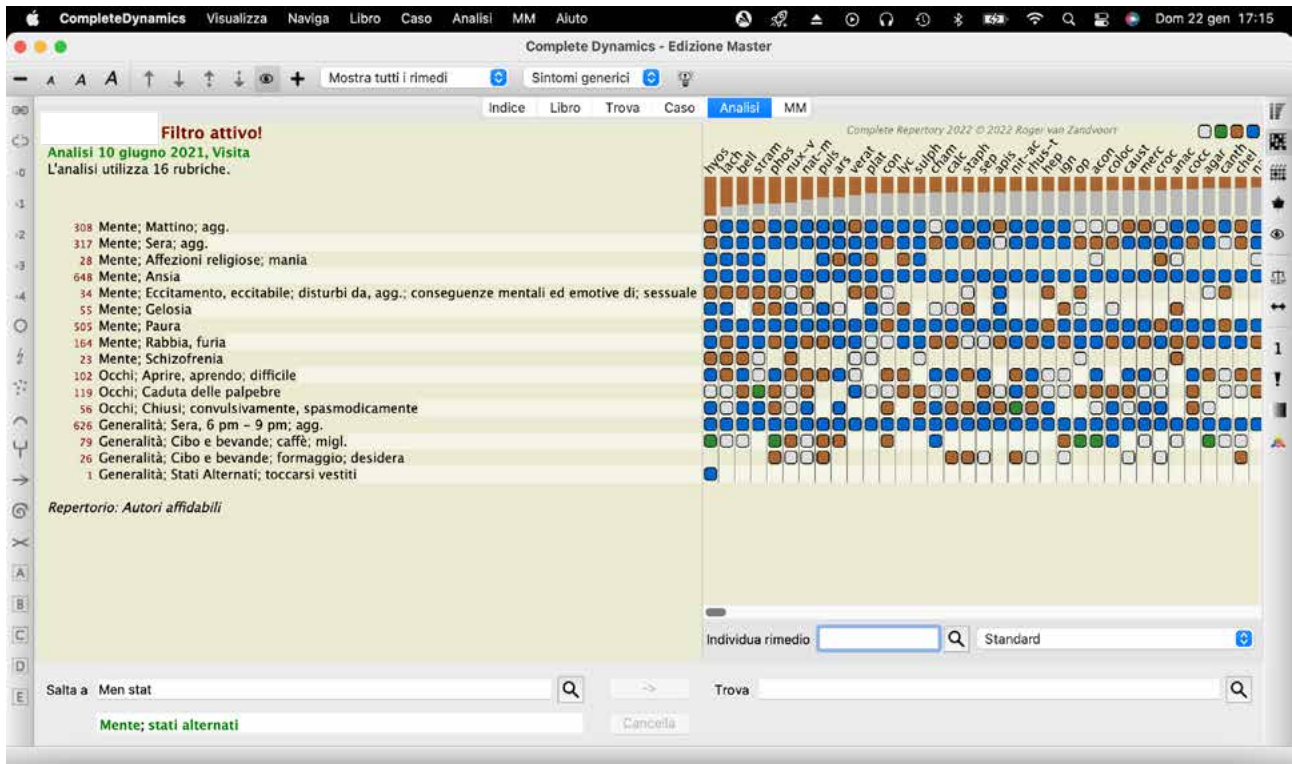 CompleteDynamics Visualizza Naviga Libro Caso Analisi MM Aiuto Dom 22 gen 17:15
Complete Dynamics - Edizione Master
A A A Mostra tutti i rimedi Sintomi generici
Indice Libro Trova Caso Analisi MM
Filtro attivo!
Complete Repertory 2022 © 2022 Roger van Zandvoort
Analisi 10 giugno 2021, Visita
L'analisi utilizza 16 rubriche.
hyos lach bell stram phos nux-v nat-m puls ars verat plat con lyc sulph cham calc staph sep apis nit-ac rhus-t hep ign op acon coloc caust merc croc anac cocc agar canth chel
308 Mente; Mattino; agg.
317 Mente; Sera; agg.
28 Mente; Affezioni religiose; mania
648 Mente; Ansia
34 Mente; Eccitamento, eccitabile; disturbi da, agg.; conseguenze mentali ed emotive di; sessuale
55 Mente; Gelosia
505 Mente; Paura
164 Mente; Rabbia, furia
23 Mente; Schizofrenia
102 Occhi; Aprire, aprendo; difficile
119 Occhi; Caduta delle palpebre
56 Occhi; Chiusi; convulsivamente, spasmodicamente
626 Generalità; Sera, 6 pm - 9 pm; agg.
79 Generalità; Cibo e bevande; caffè; migl.
26 Generalità; Cibo e bevande; formaggio; desidera
1 Generalità; Stati Alternati; toccarsi vestiti
Repertorio: Autori affidabili
Individua rimedio Standard
Salta a Men stat -> Trova
Mente; stati alternati Cancella
-0
-1
-2
-3
-4
A
B
C
D
E
1
!